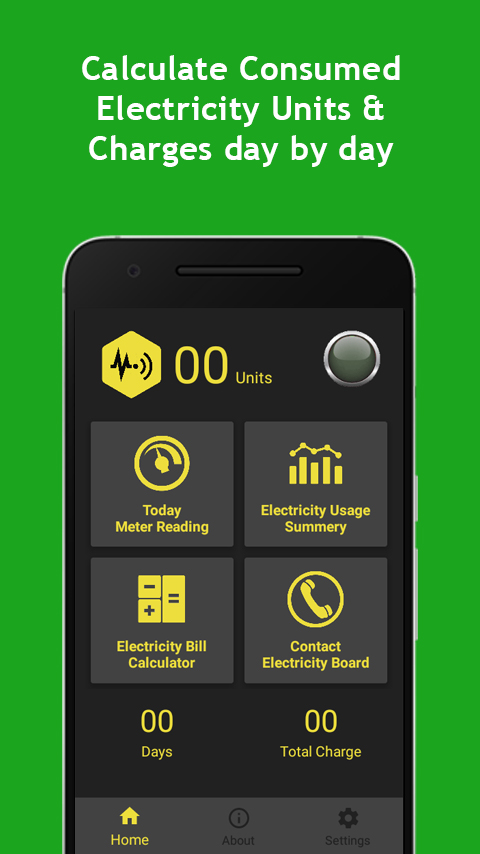 Calculate Consumed
Electricity Units &
Charges day by day
00 Units
Today
Meter Reading
Electricity Usage
Summery
Electricity Bill
Calculator
Contact
Electricity Board
00
Days
00
Total Charge
Home
About
Settings